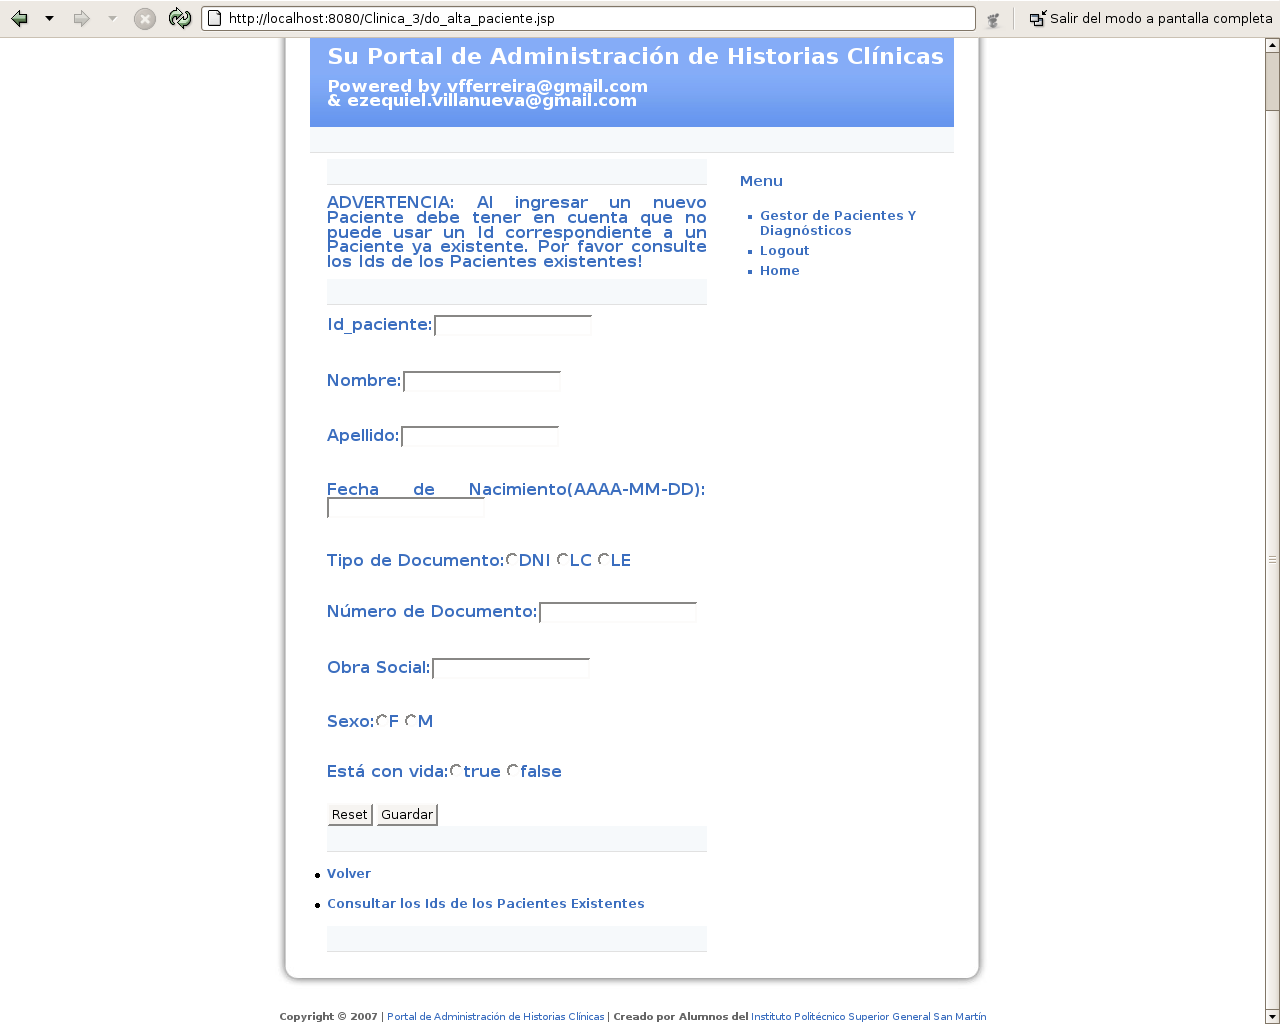 http://localhost:8080/Clinica_3/do_alta_paciente.jsp
Salir del modo a pantalla completa
Su Portal de Administración de Historias Clínicas
Powered by vfferreira@gmail.com
& ezequiel.villanueva@gmail.com
ADVERTENCIA: Al ingresar un nuevo
Paciente debe tener en cuenta que no
puede usar un Id correspondiente a un
Paciente ya existente. Por favor consulte
los Ids de los Pacientes existentes!
Menu
Gestor de Pacientes Y
Diagnósticos
Logout
Home
Id_paciente:
Nombre:
Apellido:
Fecha de Nacimiento(AAAA-MM-DD):
Tipo de Documento: DNI LC LE
Número de Documento:
Obra Social:
Sexo: F M
Está con vida: true false
Reset Guardar
Volver
Consultar los Ids de los Pacientes Existentes
Copyright © 2007 | Portal de Administración de Historias Clínicas | Creado por Alumnos del Instituto Politécnico Superior General San Martín